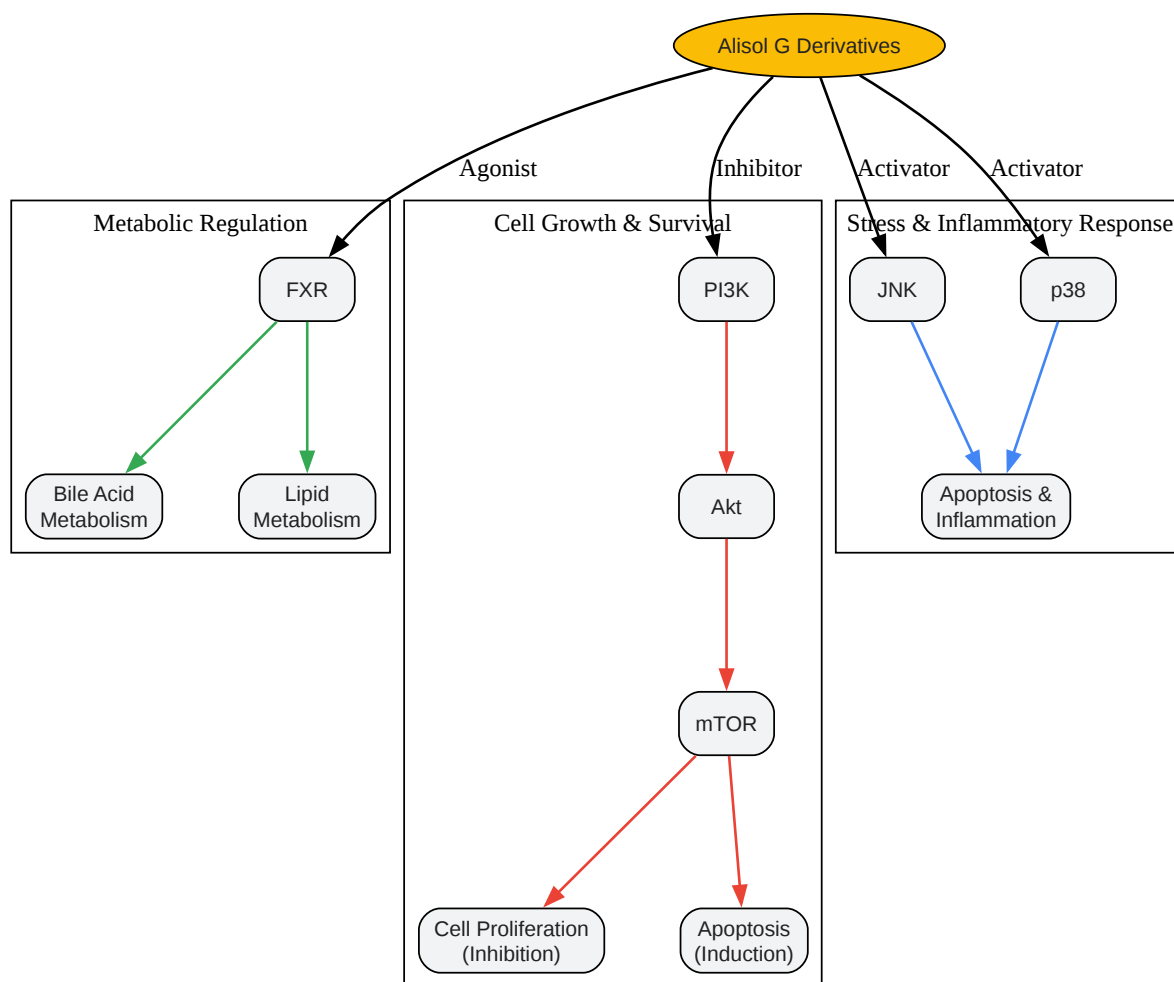 Alisol G Derivatives
Agonist
Inhibitor
Activator
Activator
Metabolic Regulation
Cell Growth & Survival
Stress & Inflammatory Response
FXR
PI3K
JNK
p38
Bile Acid
Metabolism
Lipid
Metabolism
Akt
Apoptosis &
Inflammation
mTOR
Cell Proliferation
(Inhibition)
Apoptosis
(Induction)